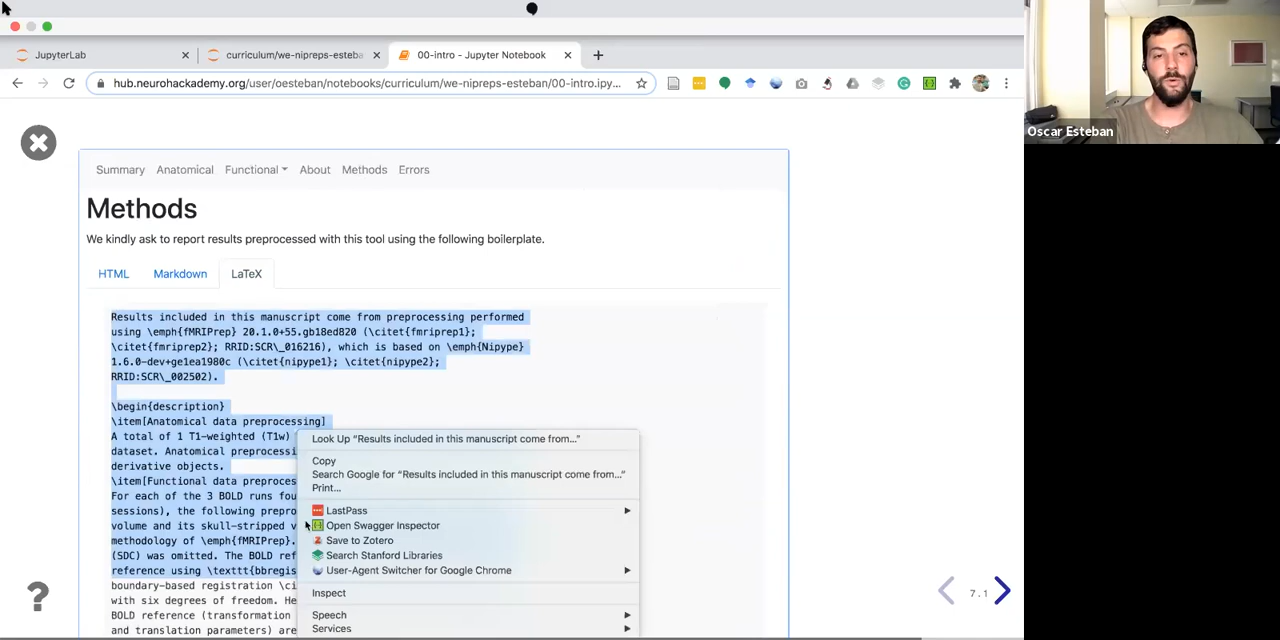 JupyterLab
curriculum/we-nipreps-esteba
00-intro - Jupyter Notebook
hub.neurohackademy.org/user/oesteban/notebooks/curriculum/we-nipreps-esteban/00-intro.ipy...
Oscar Esteban
Summary Anatomical Functional About Methods Errors
Methods
We kindly ask to report results preprocessed with this tool using the following boilerplate.
HTML Markdown LaTeX
Results included in this manuscript come from preprocessing performed
using \emph{fMRIPrep} 20.1.0+55.gb18ed820 (\citet{fmriprep1};
\citet{fmriprep2}; RRID:SCR\_016216), which is based on \emph{Nipype}
1.6.0-dev+ge1ea1980c (\citet{nipype1}; \citet{nipype2};
RRID:SCR\_002502).
\begin{description}
\item[Anatomical data preprocessing]
A total of 1 T1-weighted (T1w)
dataset. Anatomical preprocessi
derivative objects.
\item[Functional data preproces
For each of the 3 BOLD runs fou
sessions), the following prepro
volume and its skull-stripped v
methodology of \emph{fMRIPrep}.
(SDC) was omitted. The BOLD ref
reference using \texttt{bbregis
boundary-based registration \ci
with six degrees of freedom. He
BOLD reference (transformation
and translation parameters) are
Look Up “Results included in this manuscript come from...”
Copy
Search Google for “Results included in this manuscript come from...”
Print...
LastPass
Open Swagger Inspector
Save to Zotero
Search Stanford Libraries
User-Agent Switcher for Google Chrome
Inspect
Speech
Services
?
7.1